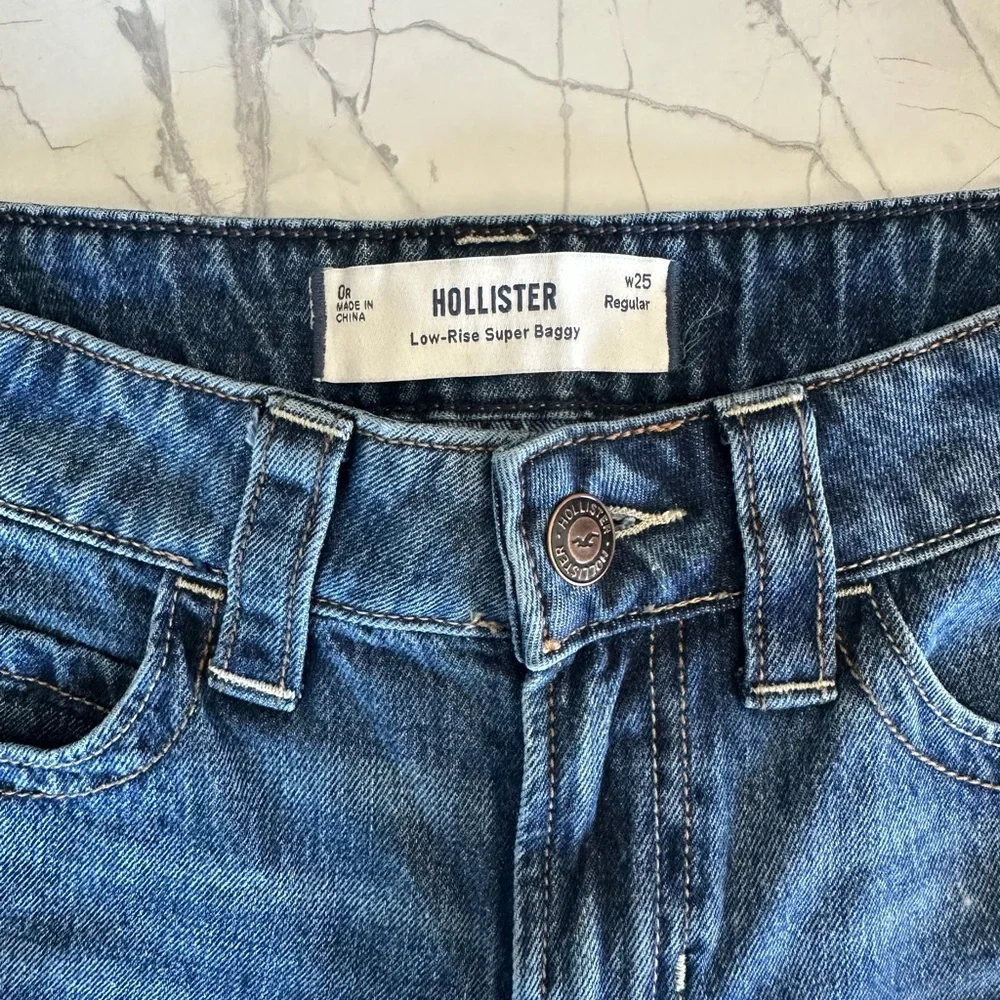 0R
MADE IN
CHINA
HOLLISTER
Low-Rise Super Baggy
W25
Regular
HOLLISTER · HOLLISTER ·